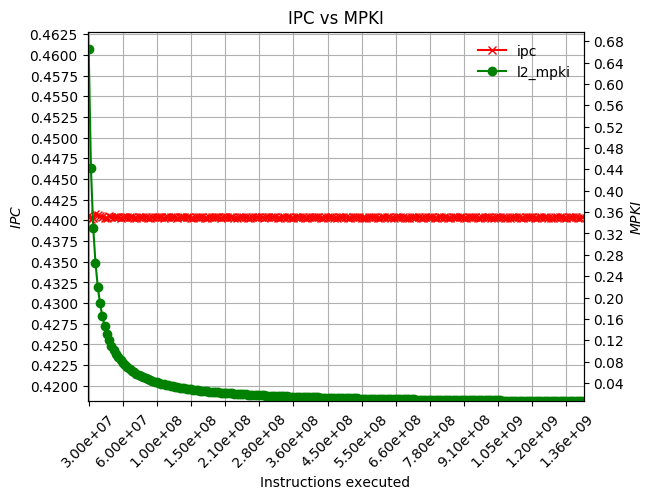 IPC vs MPKI
0.4625
0.4600
0.4575
0.4550
0.4525
0.4500
0.4475
0.4450
0.4425
0.4400
0.4375
0.4350
0.4325
0.4300
0.4275
0.4250
0.4225
0.4200
IPC
ipc
l2_mpki
0.68
0.64
0.60
0.56
0.52
0.48
0.44
0.40
0.36
0.32
0.28
0.24
0.20
0.16
0.12
0.08
0.04
MPKI
3.00e+07
6.00e+07
1.00e+08
1.50e+08
2.10e+08
2.80e+08
3.60e+08
4.50e+08
5.50e+08
6.60e+08
7.80e+08
9.10e+08
1.05e+09
1.20e+09
1.36e+09
Instructions executed